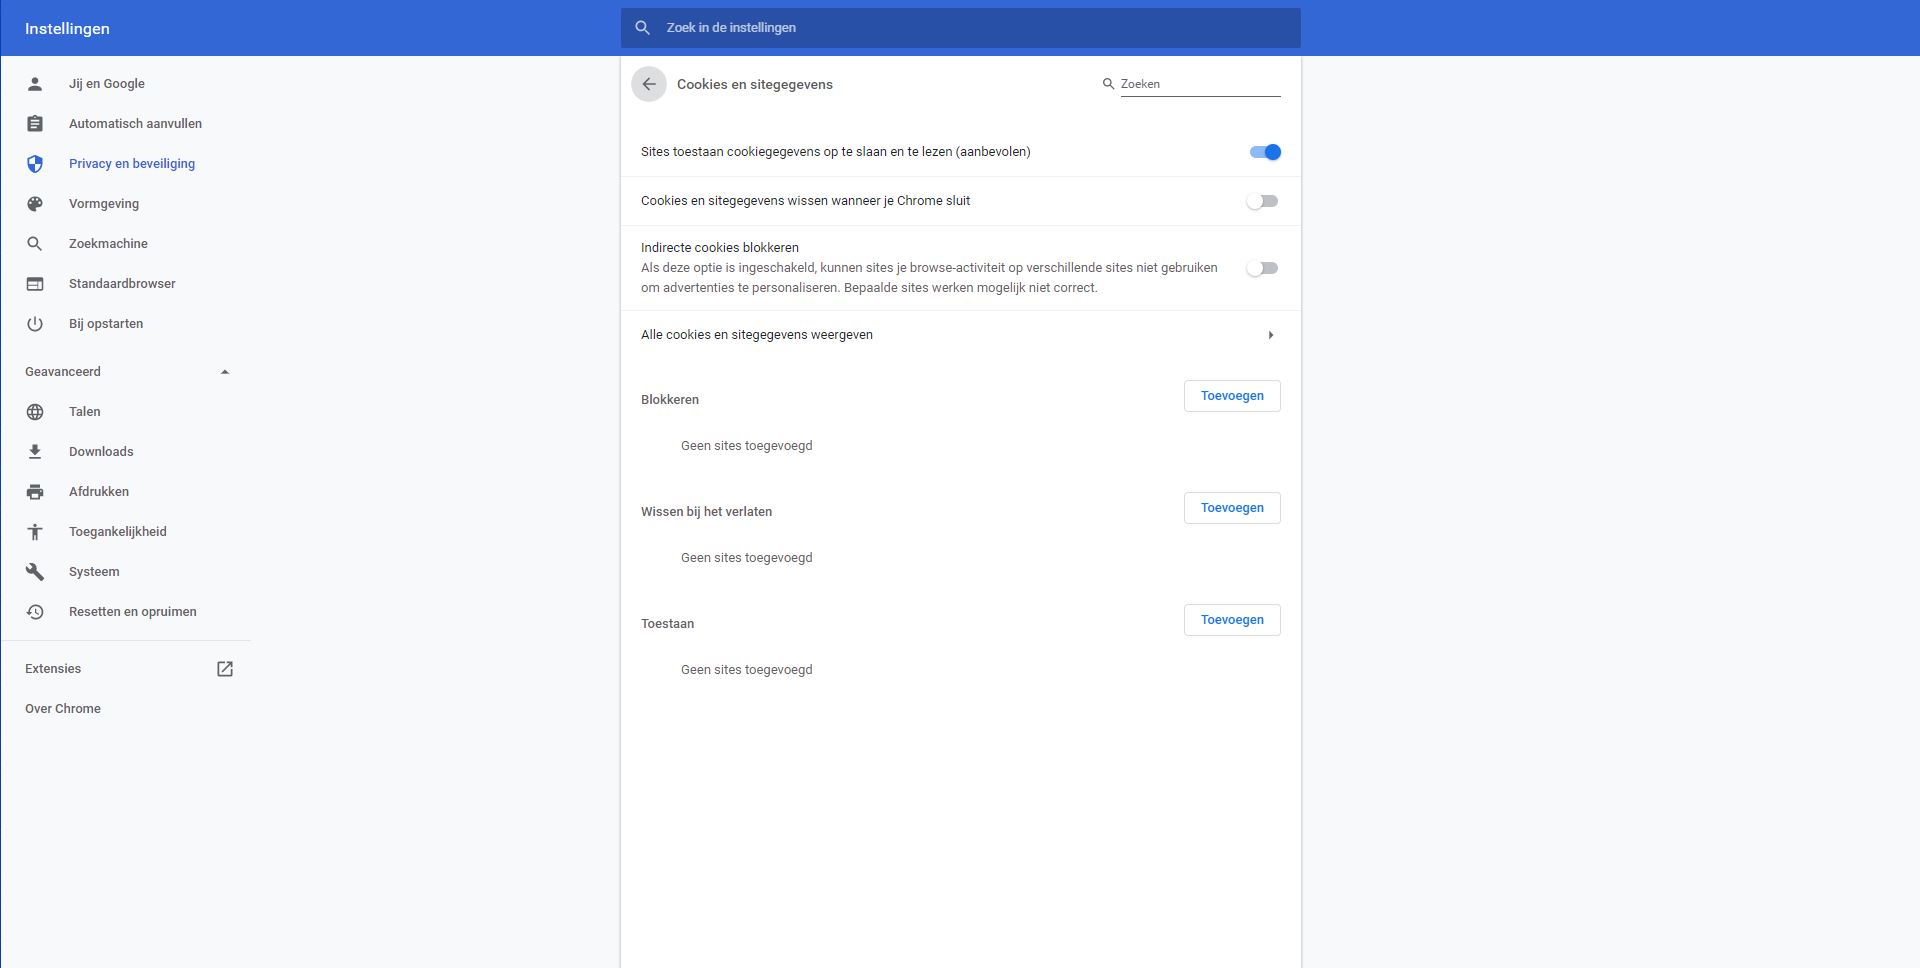 Instellingen
Zoek in de instellingen
Jij en Google
Automatisch aanvullen
Privacy en beveiliging
Vormgeving
Zoekmachine
Standaardbrowser
Bij opstarten
Geavanceerd
Talen
Downloads
Afdrukken
Toegankelijkheid
Systeem
Resetten en opruimen
Extensies
Over Chrome
Cookies en sitegegevens
Zoeken
Sites toestaan cookiegegevens op te slaan en te lezen (aanbevolen)
Cookies en sitegegevens wissen wanneer je Chrome sluit
Indirecte cookies blokkeren
Als deze optie is ingeschakeld, kunnen sites je browse-activiteit op verschillende sites niet gebruiken
om advertenties te personaliseren. Bepaalde sites werken mogelijk niet correct.
Alle cookies en sitegegevens weergeven
Blokkeren
Toevoegen
Geen sites toegevoegd
Wissen bij het verlaten
Toevoegen
Geen sites toegevoegd
Toestaan
Toevoegen
Geen sites toegevoegd